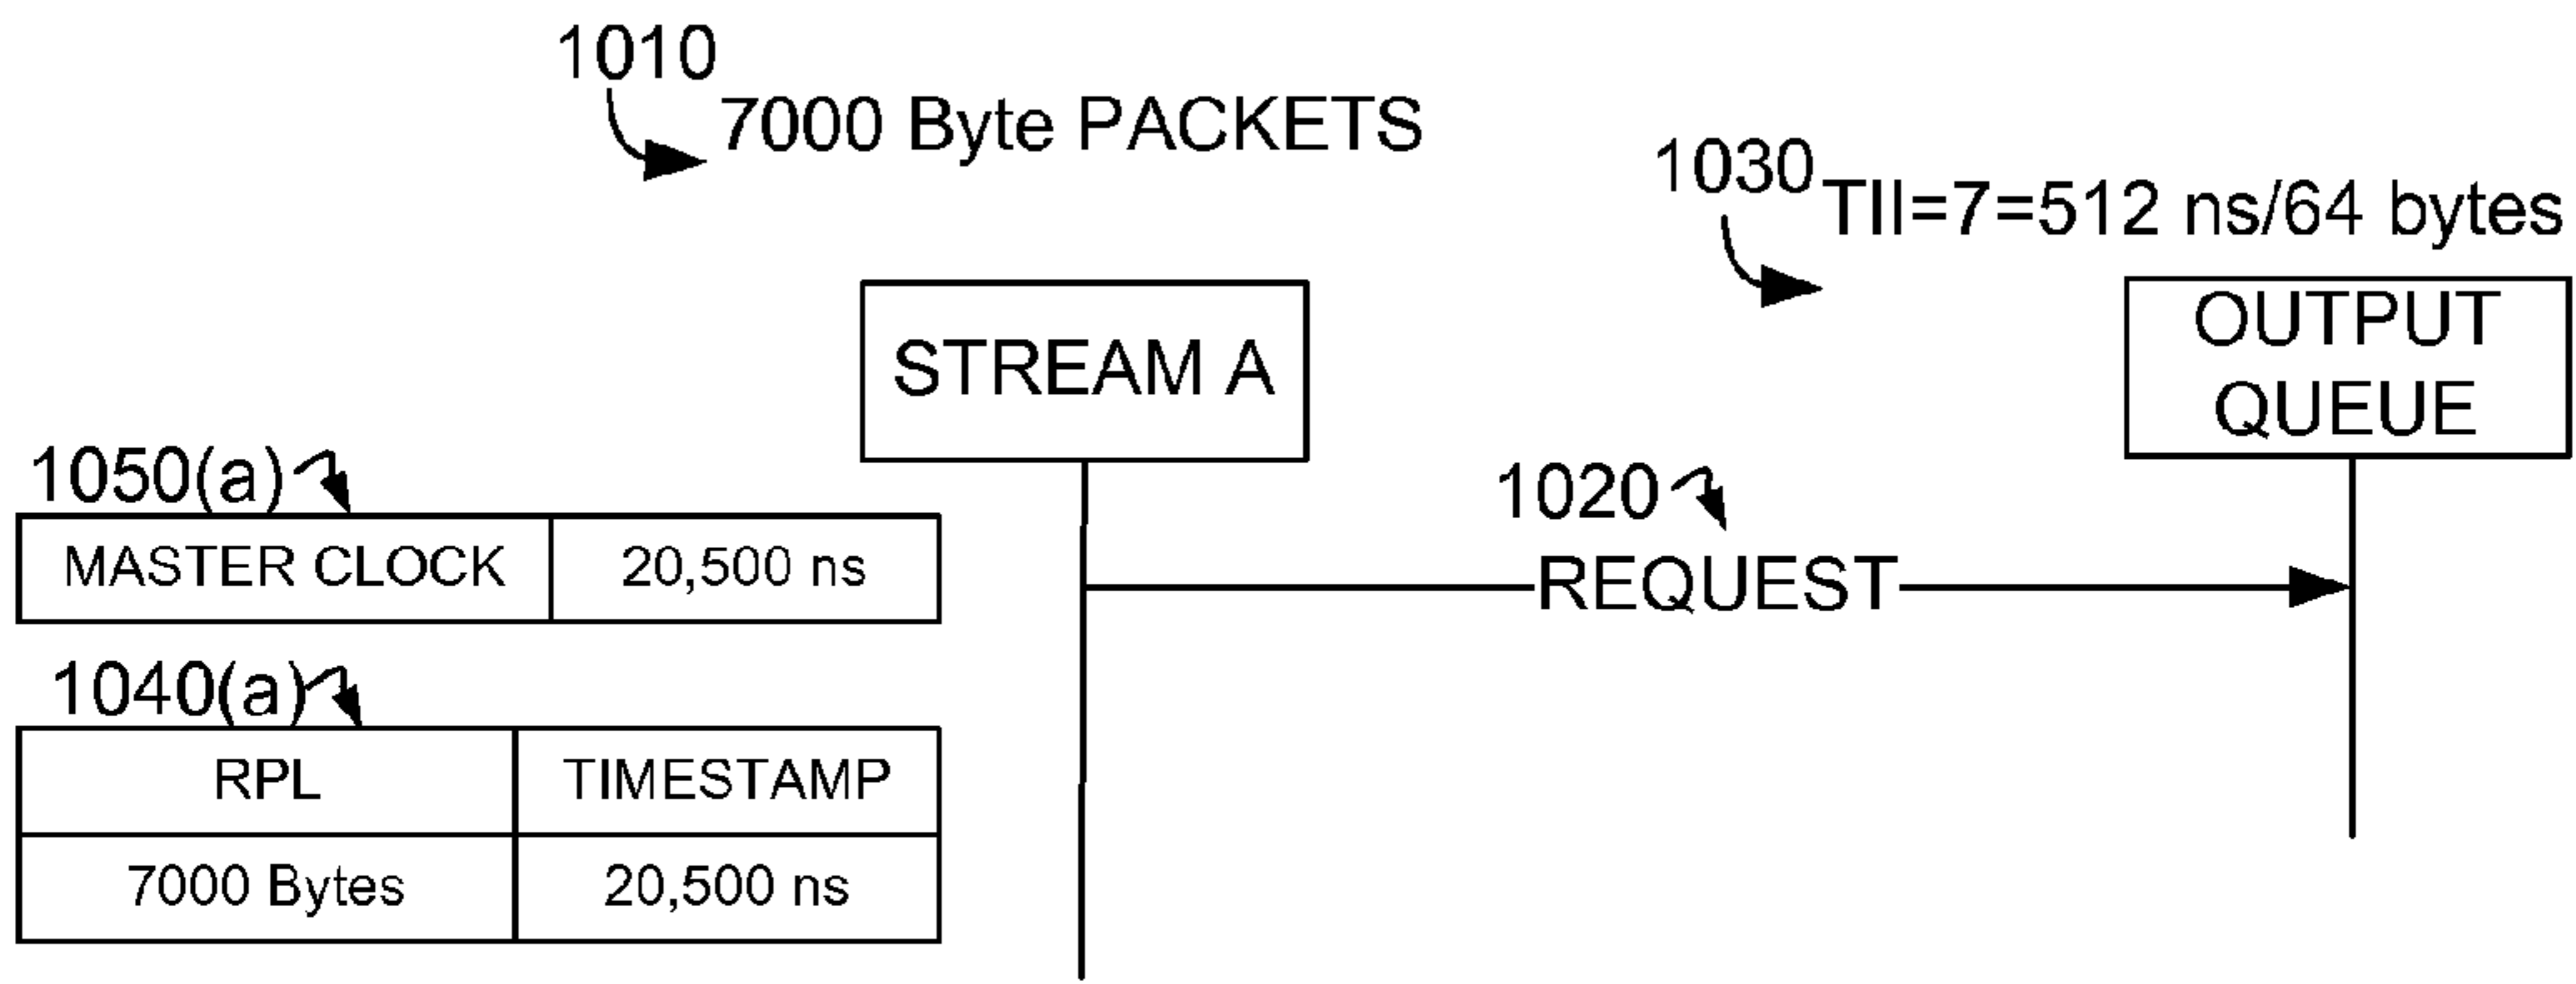 1010
7000 Byte PACKETS
1030
TII=7=512 ns/64 bytes
STREAM A
OUTPUT
QUEUE
1050(a)
MASTER CLOCK 20,500 ns
1020
REQUEST
1040(a)
RPL TIMESTAMP
7000 Bytes 20,500 ns